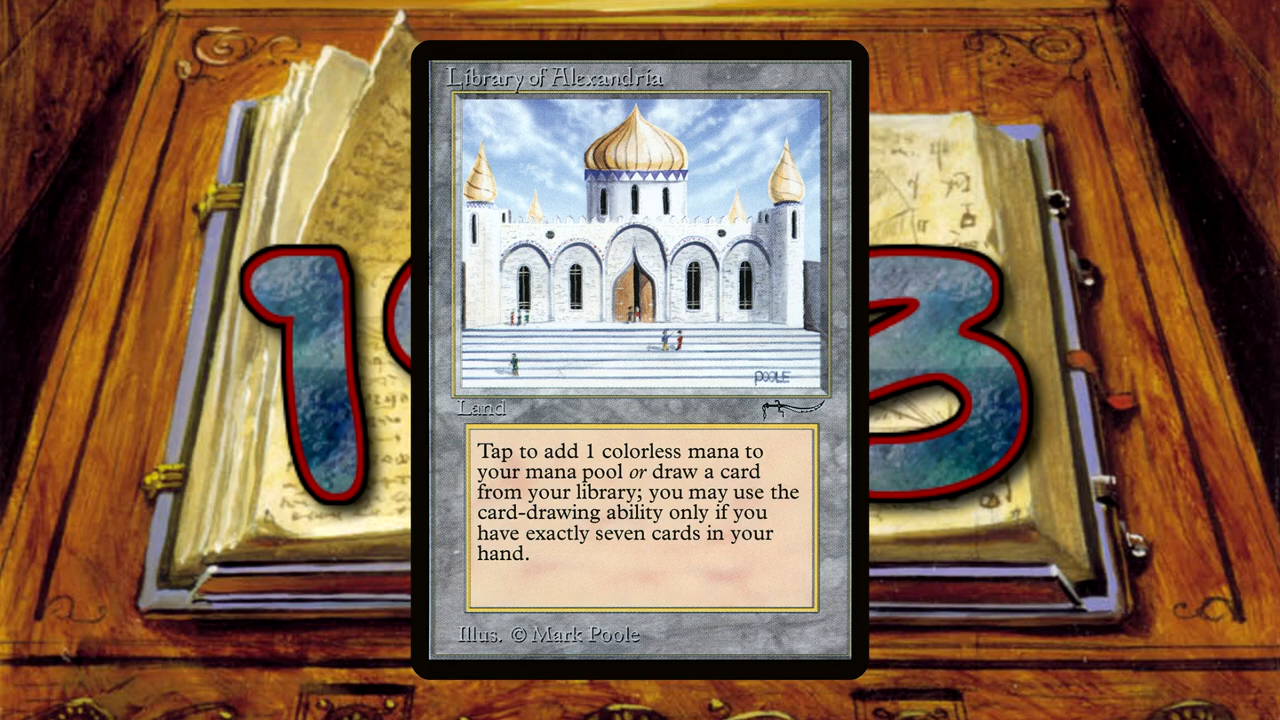 Library of Alexandria
POOLE
Land
Tap to add 1 colorless mana to
your mana pool or draw a card
from your library; you may use the
card-drawing ability only if you
have exactly seven cards in your
hand.
Illus. © Mark Poole
1
3